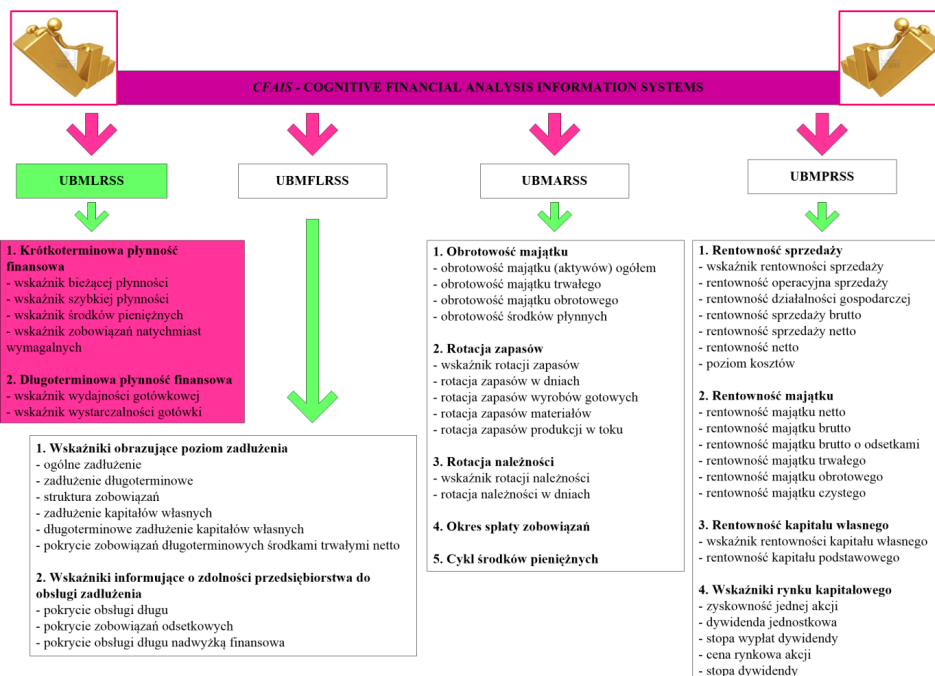 CFAIS - COGNITIVE FINANCIAL ANALYSIS INFORMATION SYSTEMS
UBMLRSS
UBMFLRSS
UBMARSS
UBMPRSS
1. Krótkoterminowa płynność
finansowa
- wskaźnik bieżącej płynności
- wskaźnik szybkiej płynności
- wskaźnik środków pieniężnych
- wskaźnik zobowiązań natychmiast
wymagalnych
2. Długoterminowa płynność finansowa
- wskaźnik wydajności gotówkowej
- wskaźnik wystarczalności gotówki
1. Wskaźniki obrazujące poziom zadłużenia
- ogólne zadłużenie
- zadłużenie długoterminowe
- struktura zobowiązań
- zadłużenie kapitałów własnych
- długoterminowe zadłużenie kapitałów własnych
- pokrycie zobowiązań długoterminowych środkami trwałymi netto
2. Wskaźniki informujące o zdolności przedsiębiorstwa do
obsługi zadłużenia
- pokrycie obsługi długu
- pokrycie zobowiązań odsetkowych
- pokrycie obsługi długu nadwyżką finansowa
1. Obrotowość majątku
- obrotowość majątku (aktywów) ogółem
- obrotowość majątku trwałego
- obrotowość majątku obrotowego
- obrotowość środków płynnych
2. Rotacja zapasów
- wskaźnik rotacji zapasów
- rotacja zapasów w dniach
- rotacja zapasów wyrobów gotowych
- rotacja zapasów materiałów
- rotacja zapasów produkcji w toku
3. Rotacja należności
- wskaźnik rotacji należności
- rotacja należności w dniach
4. Okres spłaty zobowiązań
5. Cykl środków pieniężnych
1. Rentowność sprzedaży
- wskaźnik rentowności sprzedaży
- rentowność operacyjna sprzedaży
- rentowność działalności gospodarczej
- rentowność sprzedaży brutto
- rentowność sprzedaży netto
- rentowność netto
- poziom kosztów
2. Rentowność majątku
- rentowność majątku netto
- rentowność majątku brutto
- rentowność majątku brutto o odsetkami
- rentowność majątku trwałego
- rentowność majątku obrotowego
- rentowność majątku czystego
3. Rentowność kapitału własnego
- wskaźnik rentowności kapitału własnego
- rentowność kapitału podstawowego
4. Wskaźniki rynku kapitałowego
- zyskowność jednej akcji
- dywidenda jednostkowa
- stopa wypłat dywidendy
- cena rynkowa akcji
- stopa dywidendy